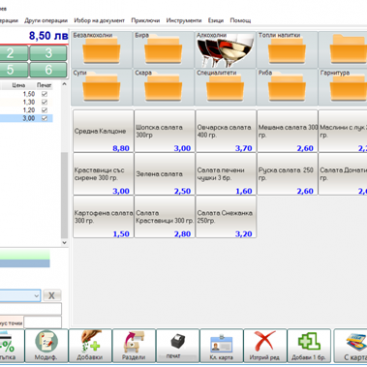 Други операции Избор на документ Приключи Инструменти Езици Помощ
8,50 лв
Безалкохолни Бира Алкохолни Топли напитки
2 3
5 6
Супи Скара Специалитети Риба Гарнитура
Цена Печат
1,50
1,30
1,20
3,00
Средна Калцоне
8,80
Шопска салата 300гр.
3,00
Овчарска салата 400 гр.
3,70
Мешана салата 300 гр.
2,60
Маслини с лук
Краставици със сирене 300 гр.
3,00
Зелена салата
2,50
Салата печени чушки 3 бр.
1,60
Руска салата 250 гр.
2,60
Салата
Картофена салата 300 гр.
1,50
Салата Краставици 300 гр.
2,80
Салата Снежанка 250гр.
3,20
X
точки
Модиф. Добавки Раздели печат Кл. карта Изтрий ред Добави 1 бр. С карта